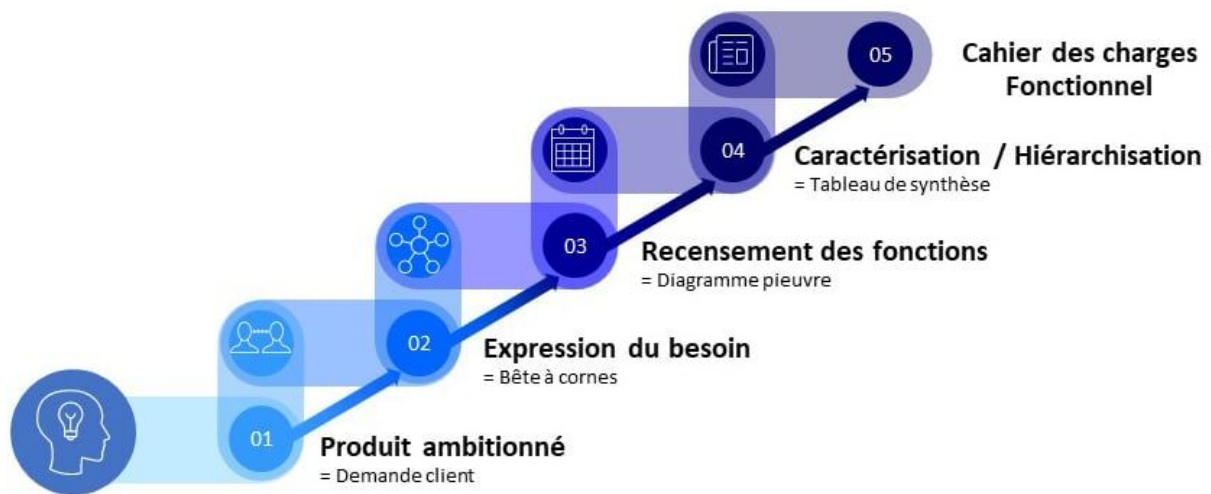 05
Cahier des charges
Fonctionnel
04
Caractérisation / Hiérarchisation
= Tableau de synthèse
03
Recensement des fonctions
= Diagramme pieuvre
02
Expression du besoin
= Bête à cornes
01
Produit ambitionné
= Demande client